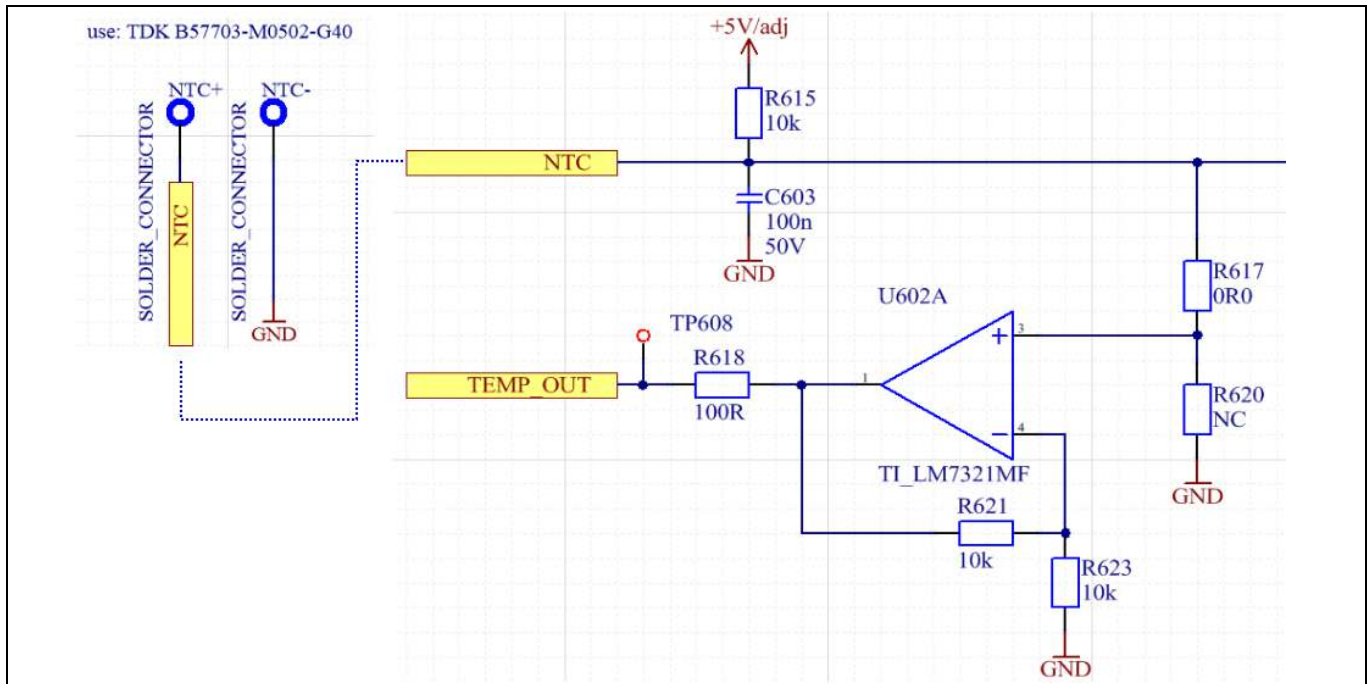 use: TDK B57703-M0502-G40
NTC+
NTC-
SOLDER_CONNECTOR
NTC
SOLDER_CONNECTOR
GND
+5V/adj
R615
10k
NTC
C603
100n
50V
GND
R617
0R0
U602A
TP608
+
3
R618
TEMP_OUT
1
R620
NC
100R
−
4
TI_LM7321MF
GND
R621
10k
R623
10k
GND